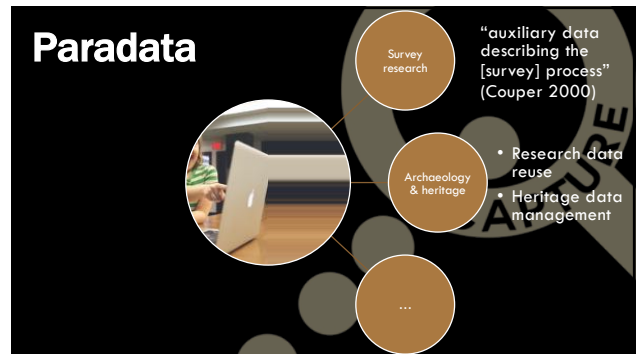 Paradata
Survey
research
“auxiliary data
describing the
[survey] process”
(Couper 2000)
Archaeology
& heritage
• Research data
reuse
• Heritage data
management
...
CAPTURE